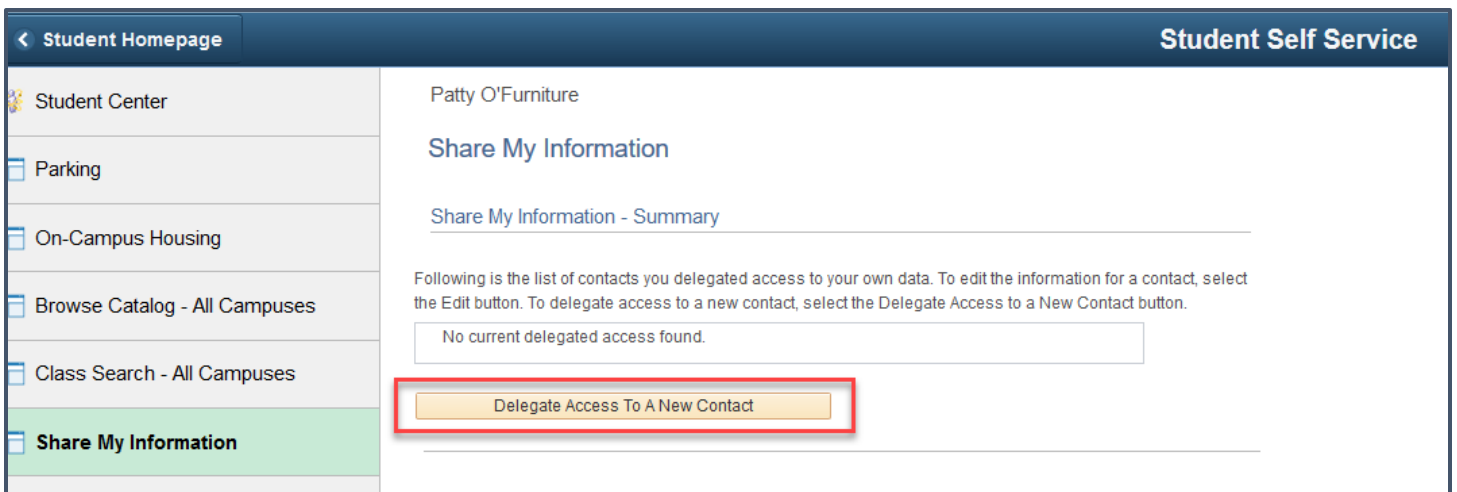 Student Homepage
Student Self Service
Student Center
Parking
On-Campus Housing
Browse Catalog - All Campuses
Class Search - All Campuses
Share My Information
Patty O'Furniture
Share My Information
Share My Information - Summary
Following is the list of contacts you delegated access to your own data. To edit the information for a contact, select
the Edit button. To delegate access to a new contact, select the Delegate Access to a New Contact button.
No current delegated access found.
Delegate Access To A New Contact